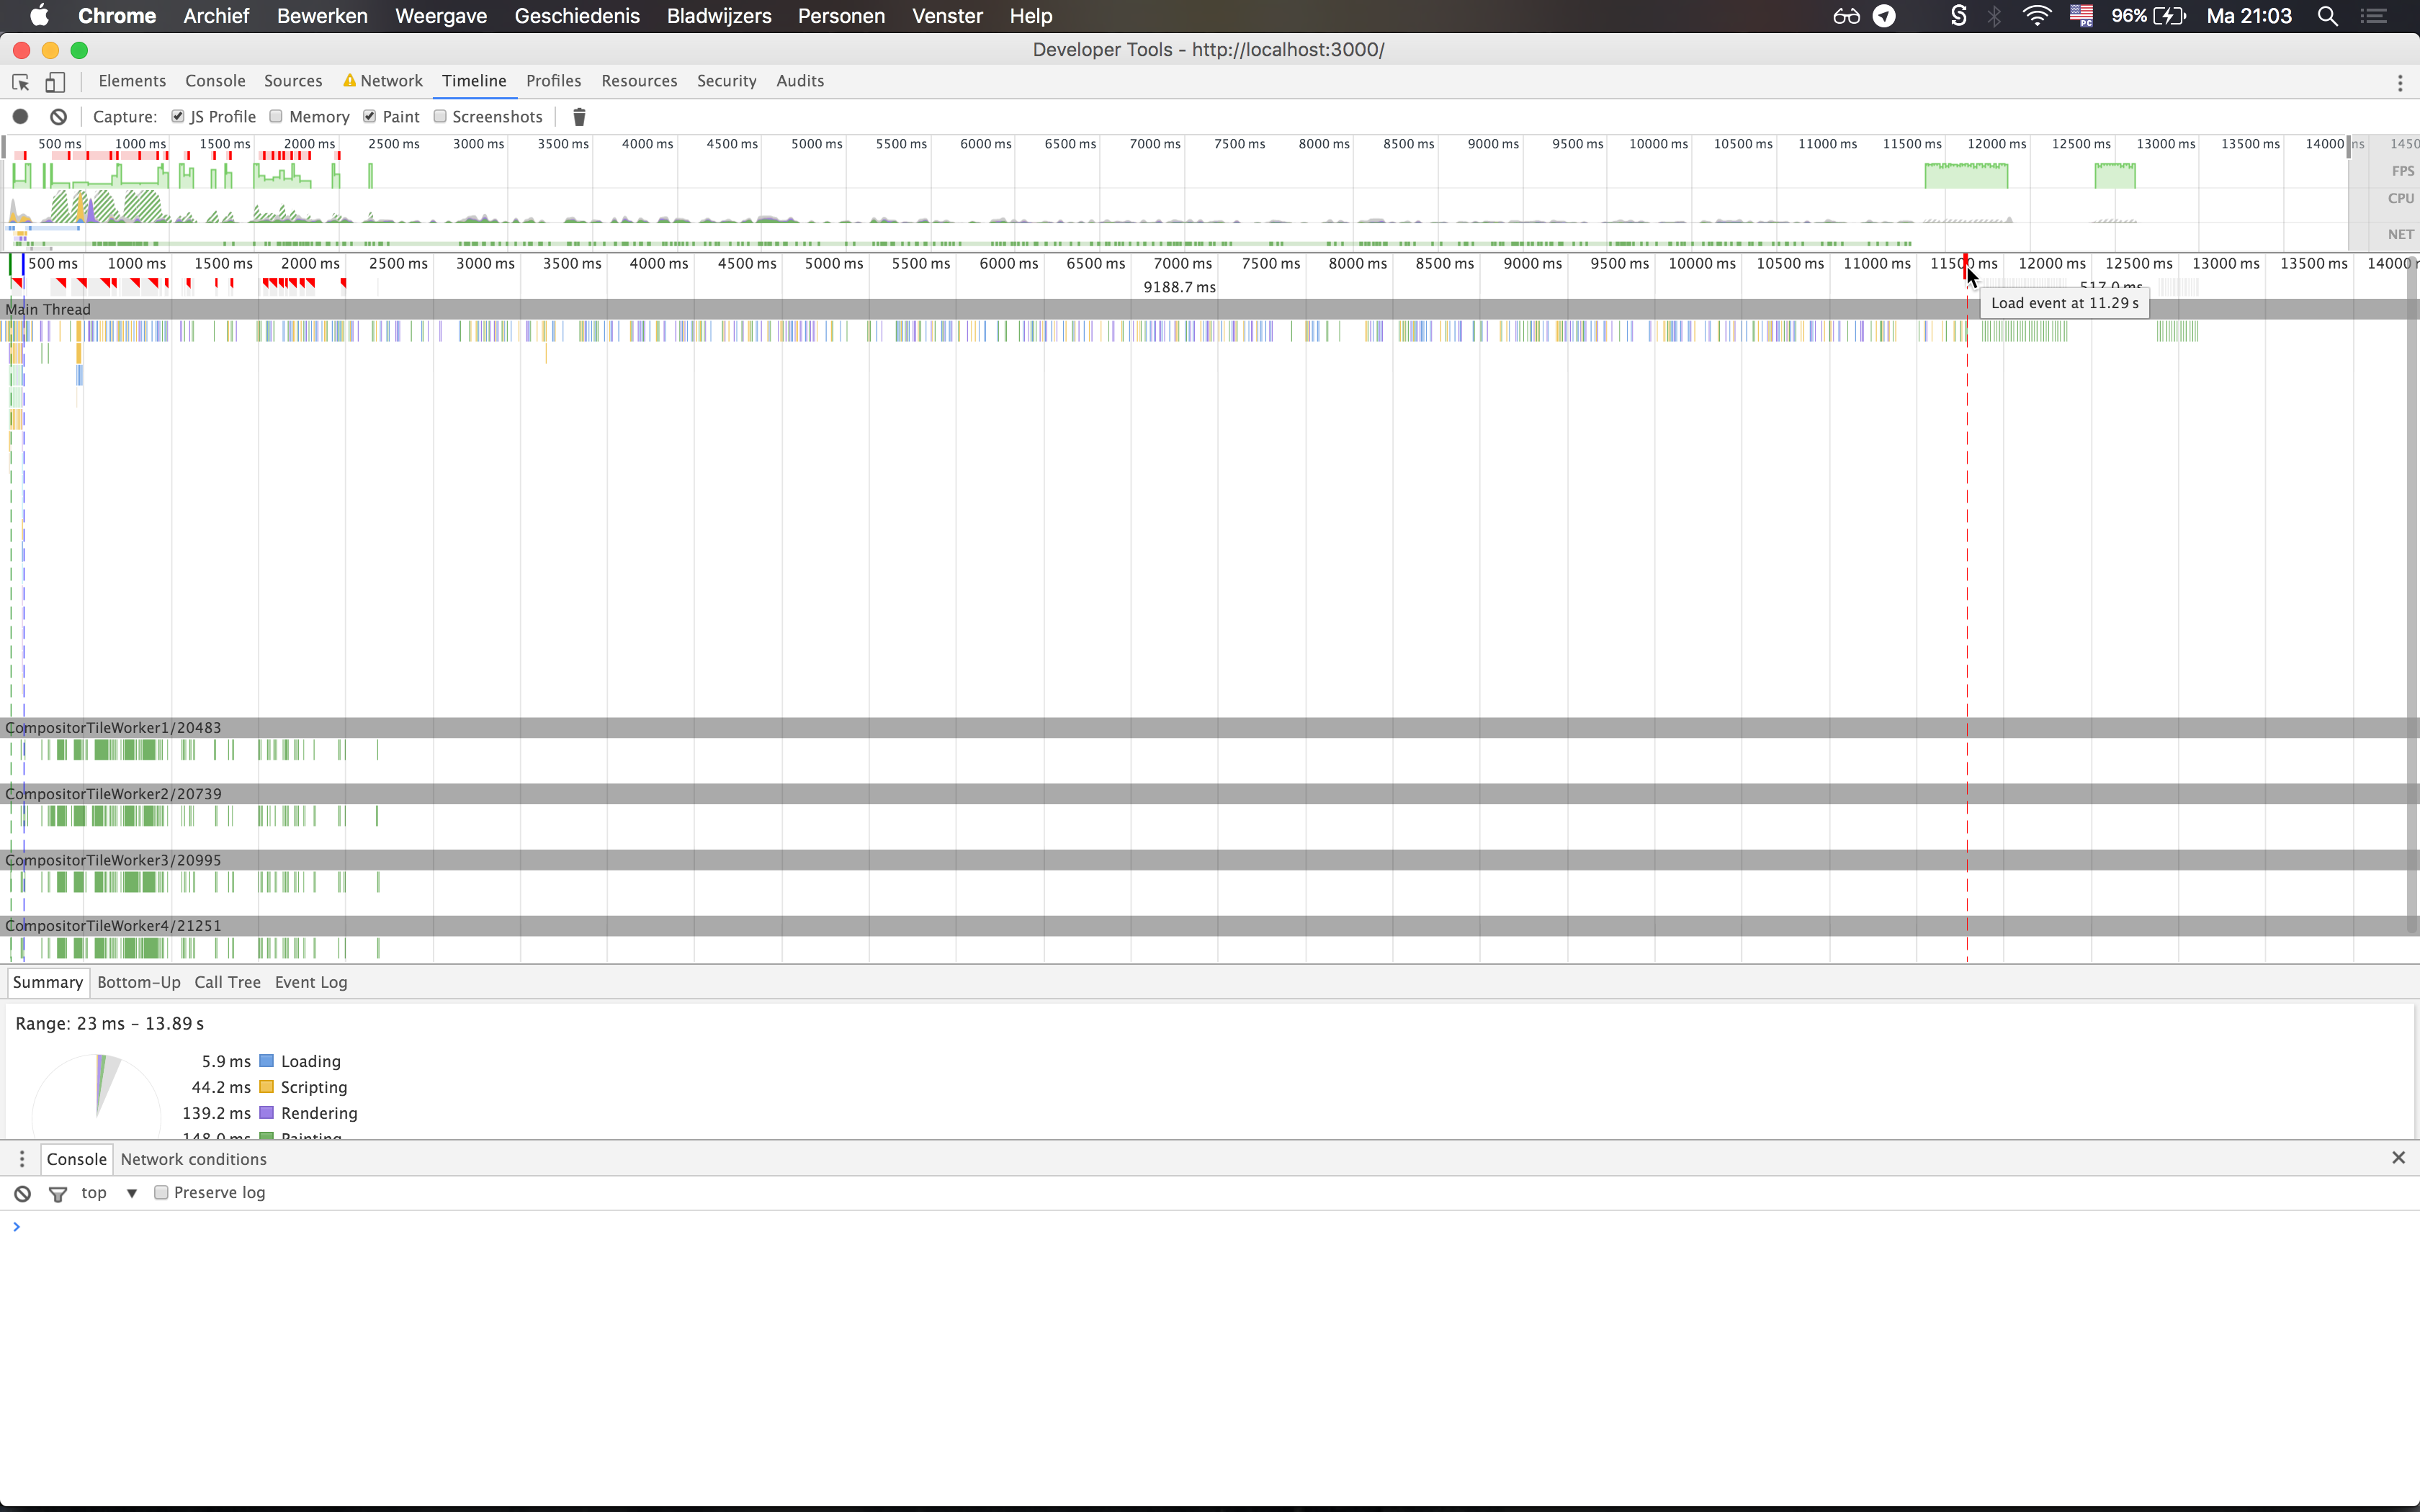 Chrome Archief Bewerken Weergave Geschiedenis Bladwijzers Personen Venster Help 96% Ma 21:03
Developer Tools - http://localhost:3000/
Elements Console Sources Network Timeline Profiles Resources Security Audits
Capture: JS Profile Memory Paint Screenshots
500 ms 1000 ms 1500 ms 2000 ms 2500 ms 3000 ms 3500 ms 4000 ms 4500 ms 5000 ms 5500 ms 6000 ms 6500 ms 7000 ms 7500 ms 8000 ms 8500 ms 9000 ms 9500 ms 10000 ms 10500 ms 11000 ms 11500 ms 12000 ms 12500 ms 13000 ms 13500 ms 14000 ms 1450
FPS
CPU
NET
500 ms 1000 ms 1500 ms 2000 ms 2500 ms 3000 ms 3500 ms 4000 ms 4500 ms 5000 ms 5500 ms 6000 ms 6500 ms 7000 ms 7500 ms 8000 ms 8500 ms 9000 ms 9500 ms 10000 ms 10500 ms 11000 ms 11500 ms 12000 ms 12500 ms 13000 ms 13500 ms 14000
9188.7 ms 517.0 ms
Load event at 11.29 s
Main Thread
CompositorTileWorker1/20483
CompositorTileWorker2/20739
CompositorTileWorker3/20995
CompositorTileWorker4/21251
Summary Bottom-Up Call Tree Event Log
Range: 23 ms – 13.89 s
5.9 ms Loading
44.2 ms Scripting
139.2 ms Rendering
148.0 ms Painting
Console Network conditions
top Preserve log